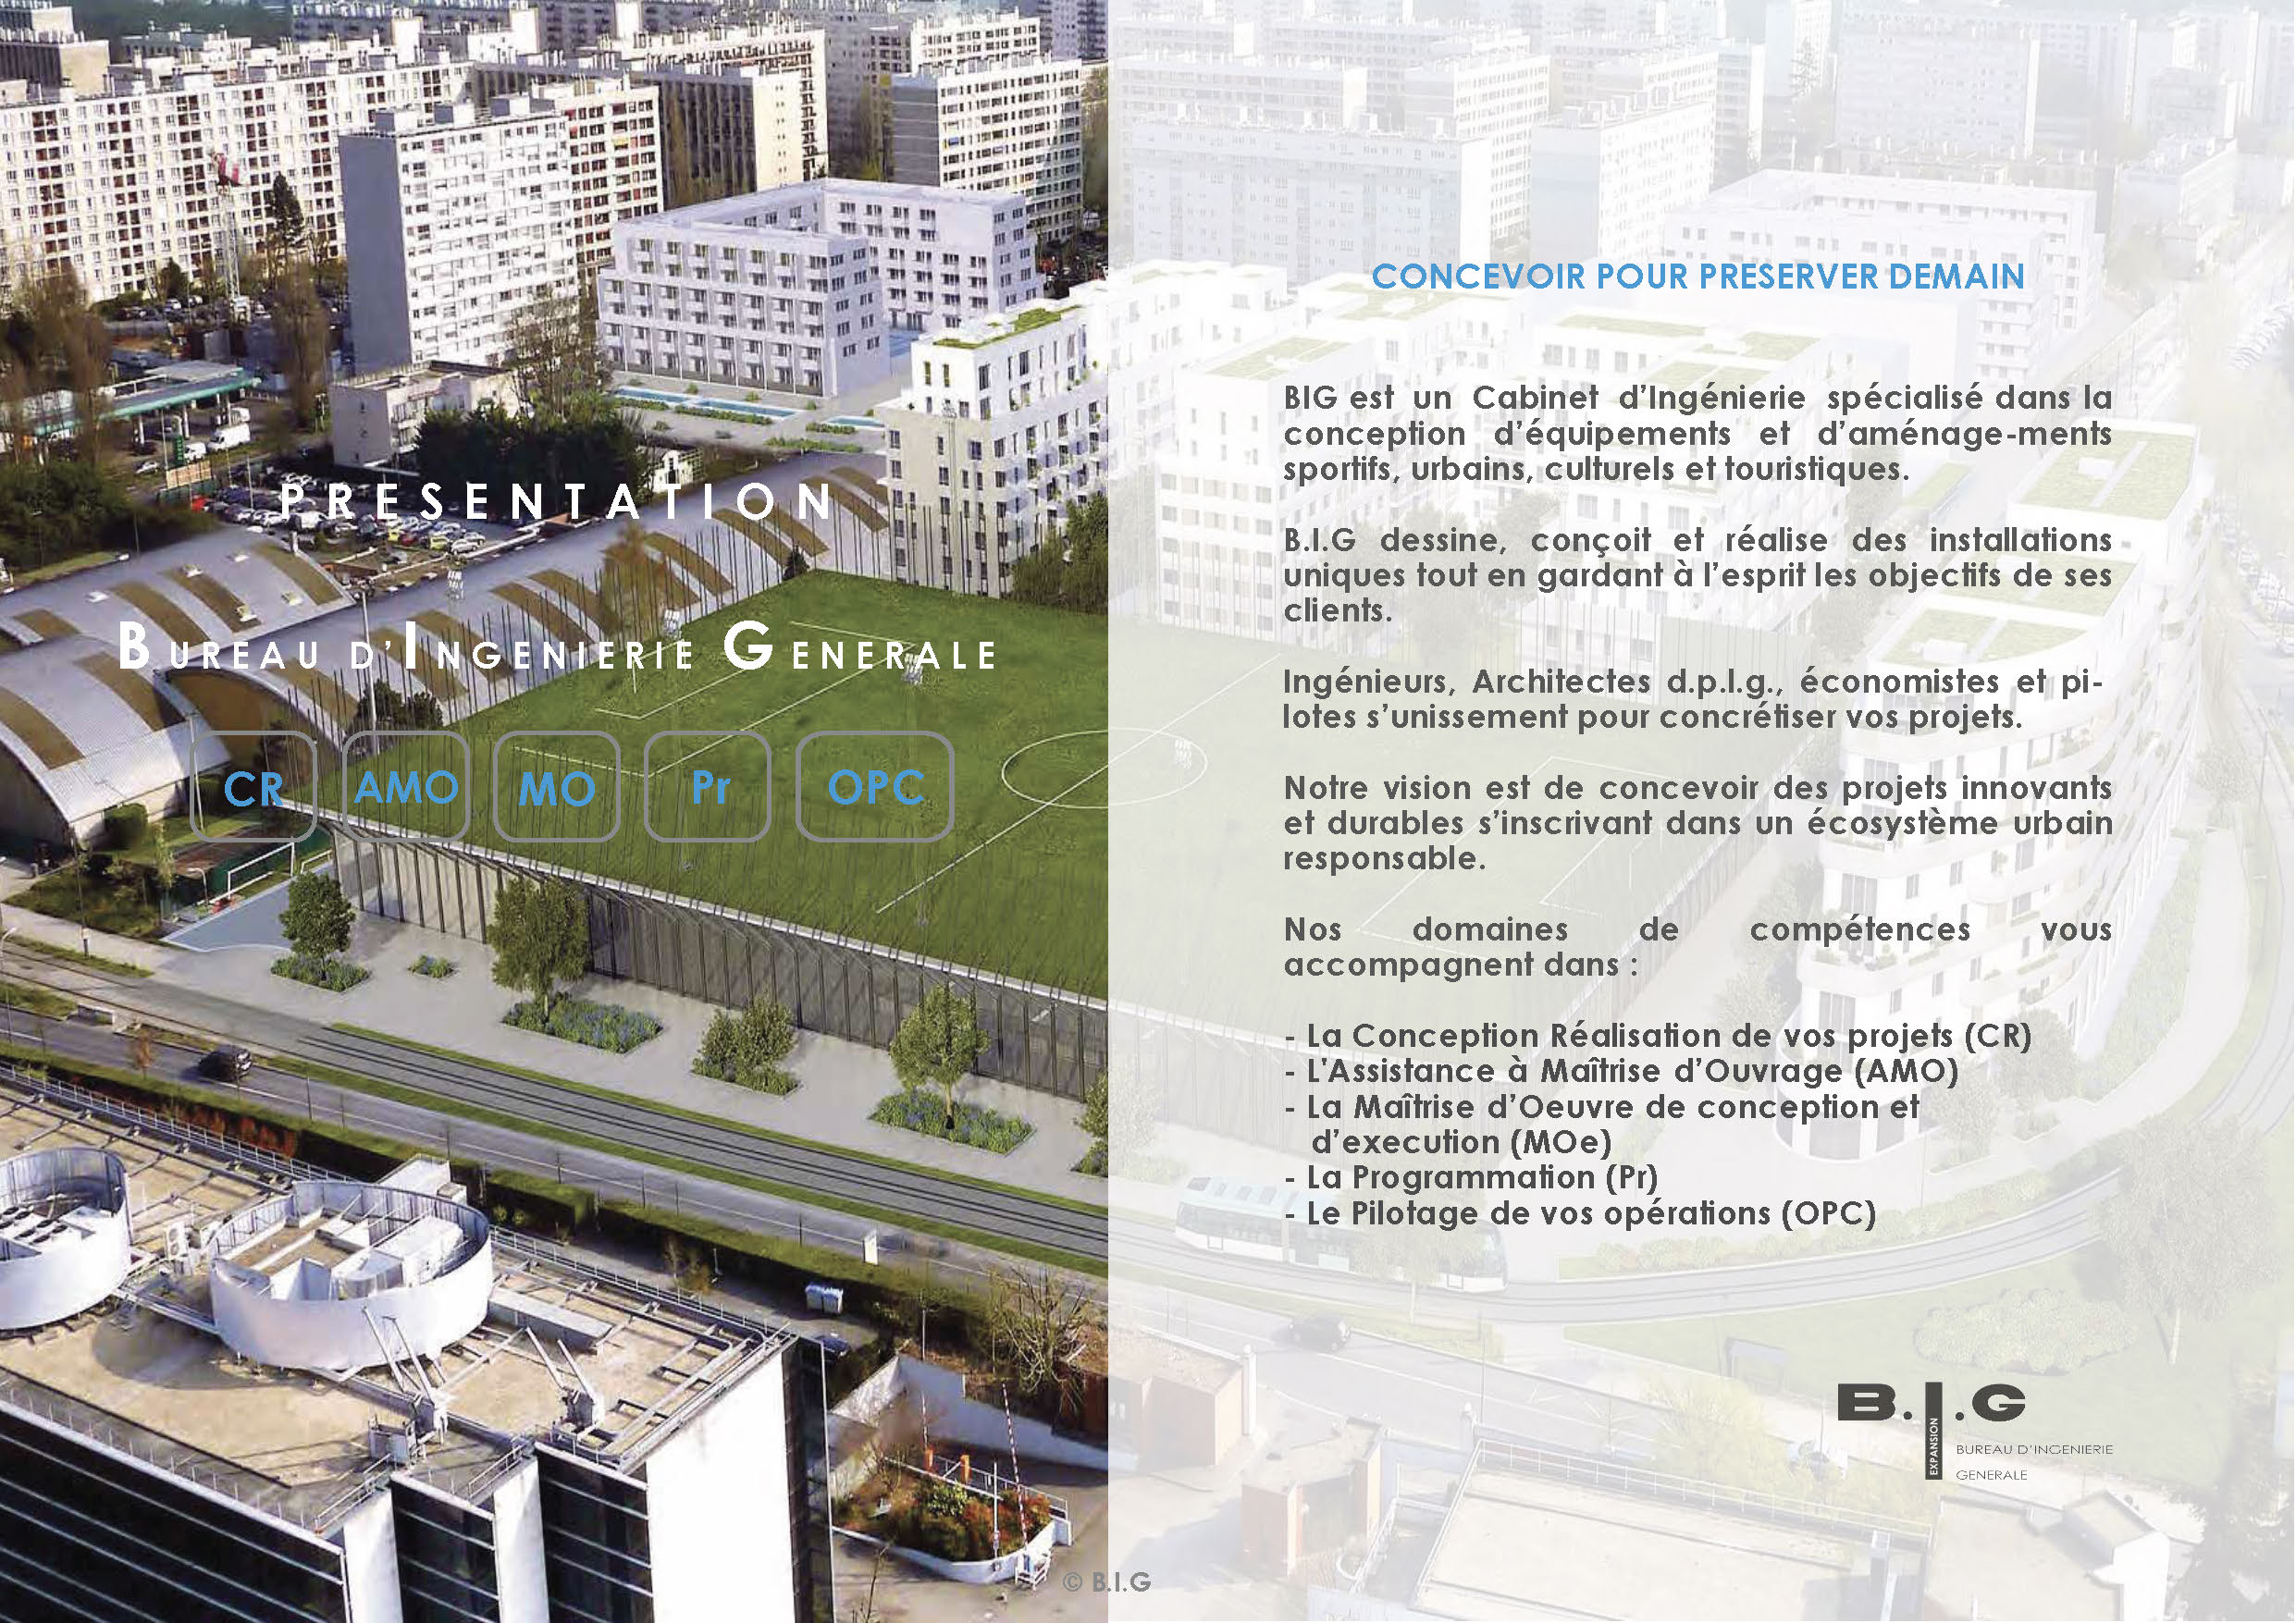 PRESENTATION
BUREAU D'INGENIERIE GENERALE
CR AMO MO Pr OPC
CONCEVOIR POUR PRESERVER DEMAIN
BIG est un Cabinet d’Ingénierie spécialisé dans la
conception d’équipements et d’aménage-ments
sportifs, urbains, culturels et touristiques.
B.I.G dessine, conçoit et réalise des installations
uniques tout en gardant à l’esprit les objectifs de ses
clients.
Ingénieurs, Architectes d.p.l.g., économistes et pi-
lotes s’unissement pour concrétiser vos projets.
Notre vision est de concevoir des projets innovants
et durables s’inscrivant dans un écosystème urbain
responsable.
Nos domaines de compétences vous
accompagnent dans :
- La Conception Réalisation de vos projets (CR)
- L'Assistance à Maîtrise d’Ouvrage (AMO)
- La Maîtrise d’Oeuvre de conception et
d’execution (MOe)
- La Programmation (Pr)
- Le Pilotage de vos opérations (OPC)
B.I.G
EXPANSION
BUREAU D'INGENIERIE
GENERALE
© B.I.G